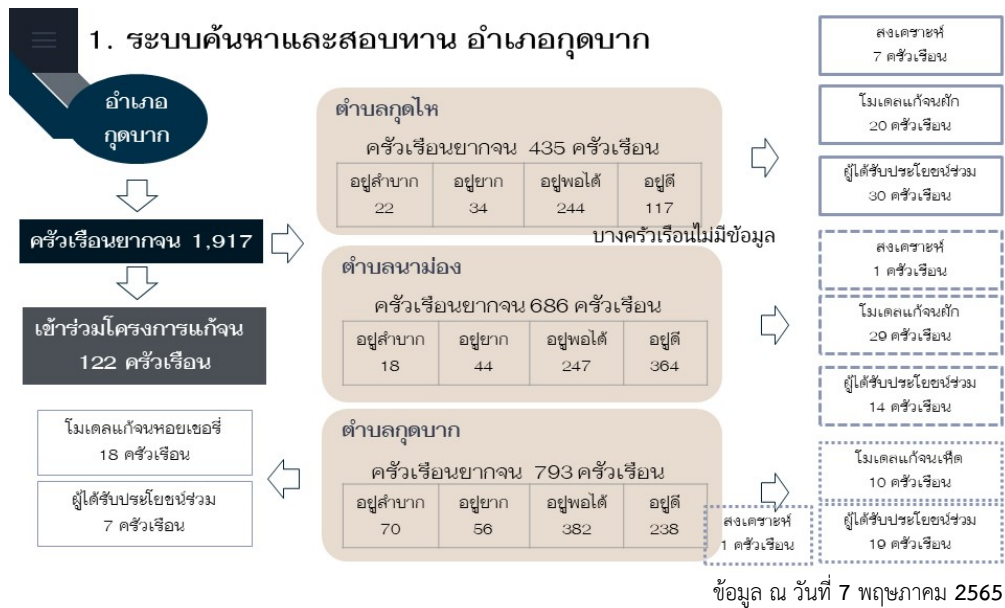 1. ระบบค้นหาและสอบทาน อำเภอกุดบาก
อำเภอ
กุดบาก
ครัวเรือนยากจน 1,917
เข้าร่วมโครงการแก้จน
122 ครัวเรือน
ตำบลกุดไห
ครัวเรือนยากจน 435 ครัวเรือน
อยู่ลำบาก อยู่ยาก อยู่พอได้ อยู่ดี
22 34 244 117
บางครัวเรือนไม่มีข้อมูล
สงเคราะห์
7 ครัวเรือน
โมเดลแก้จนผัก
20 ครัวเรือน
ผู้ได้รับประโยชน์ร่วม
30 ครัวเรือน
ตำบลนาม่อง
ครัวเรือนยากจน 686 ครัวเรือน
อยู่ลำบาก อยู่ยาก อยู่พอได้ อยู่ดี
18 44 247 364
สงเคราะห์
1 ครัวเรือน
โมเดลแก้จนผัก
29 ครัวเรือน
ผู้ได้รับประโยชน์ร่วม
14 ครัวเรือน
ตำบลกุดบาก
ครัวเรือนยากจน 793 ครัวเรือน
อยู่ลำบาก อยู่ยาก อยู่พอได้ อยู่ดี
70 56 382 238
โมเดลแก้จนหอยเชอรี่
18 ครัวเรือน
ผู้ได้รับประโยชน์ร่วม
7 ครัวเรือน
โมเดลแก้จนเห็ด
10 ครัวเรือน
สงเคราะห์
1 ครัวเรือน
ผู้ได้รับประโยชน์ร่วม
19 ครัวเรือน
ข้อมูล ณ วันที่ 7 พฤษภาคม 2565